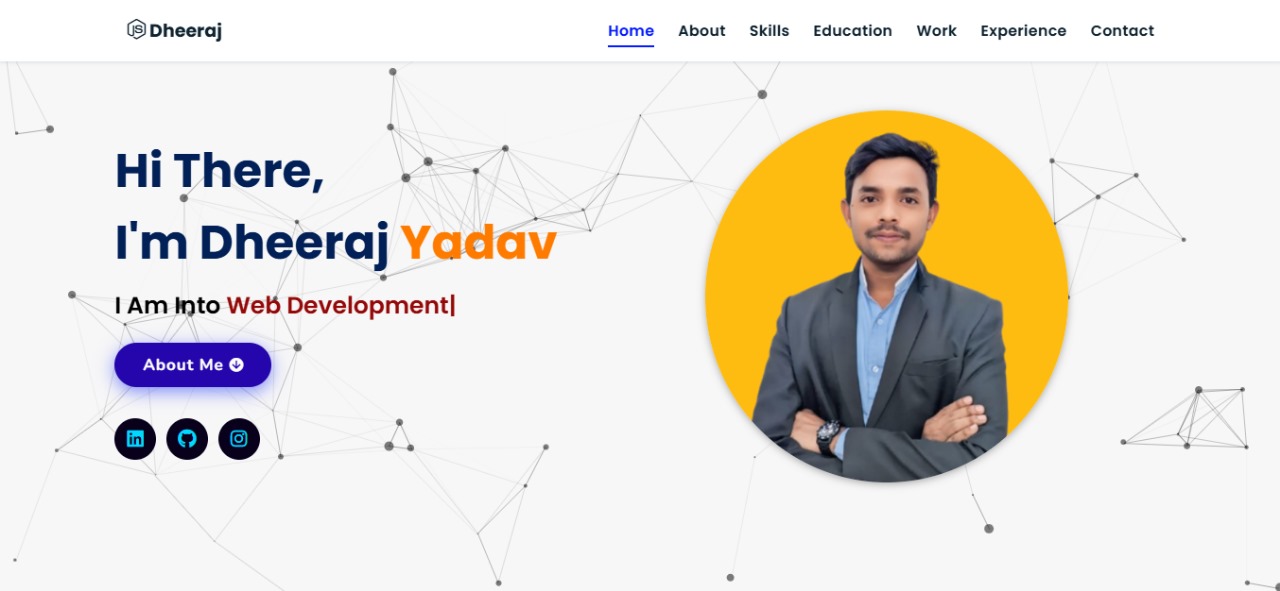 Dheeraj
Home About Skills Education Work Experience Contact
Hi There,
I'm Dheeraj Yadav
I Am Into Web Development|
About Me